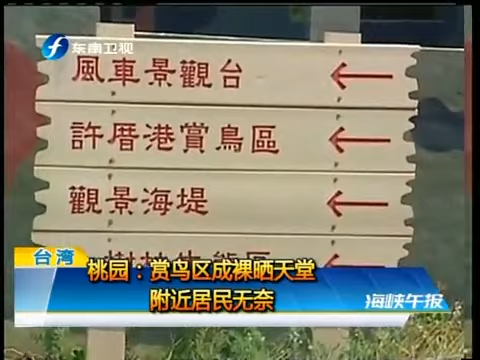 东南卫视
風車景觀台
許厝港賞鳥區
觀景海堤
台湾
桃园：赏鸟区成裸晒天堂
附近居民无奈
海峡午报